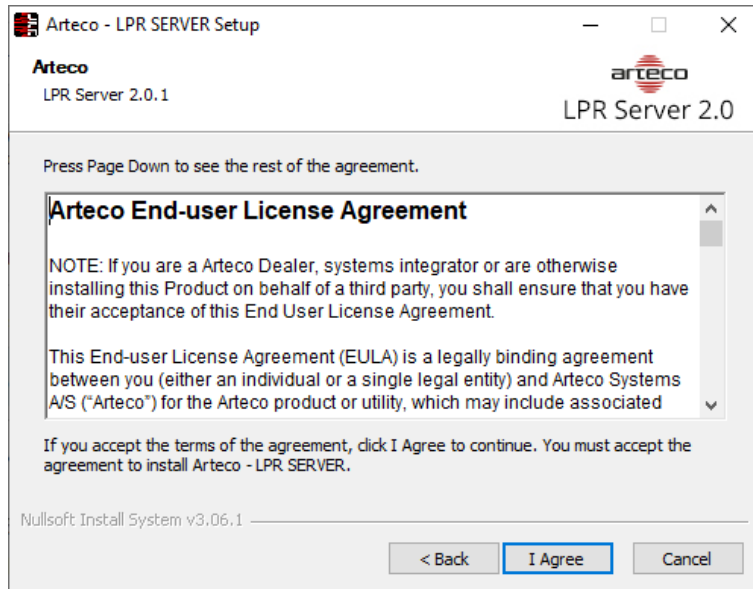 Arteco - LPR SERVER Setup
Arteco
LPR Server 2.0.1
arteco
LPR Server 2.0
Press Page Down to see the rest of the agreement.
Arteco End-user License Agreement
NOTE: If you are a Arteco Dealer, systems integrator or are otherwise
installing this Product on behalf of a third party, you shall ensure that you have
their acceptance of this End User License Agreement.
This End-user License Agreement (EULA) is a legally binding agreement
between you (either an individual or a single legal entity) and Arteco Systems
A/S (“Arteco”) for the Arteco product or utility, which may include associated
If you accept the terms of the agreement, click I Agree to continue. You must accept the
agreement to install Arteco - LPR SERVER.
Nullsoft Install System v3.06.1
< Back
I Agree
Cancel